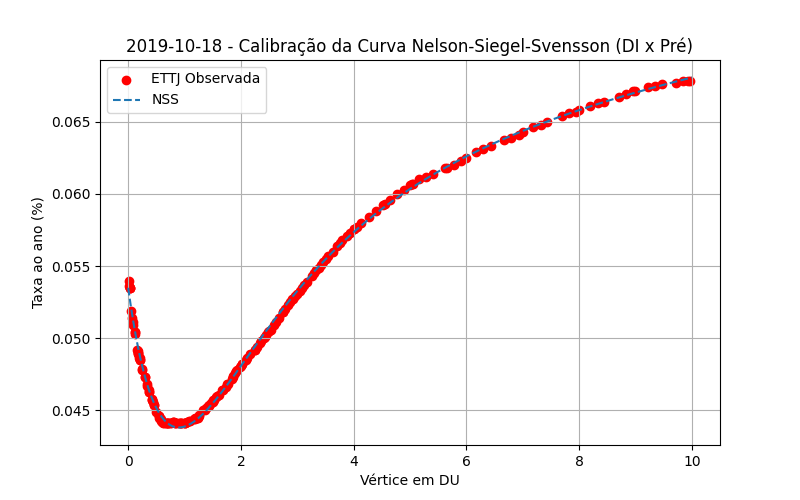 2019-10-18 - Calibração da Curva Nelson-Siegel-Svensson (DI x Pré)
ETTJ Observada
NSS
0.065
0.060
0.055
0.050
0.045
Taxa ao ano (%)
0 2 4 6 8 10
Vértice em DU